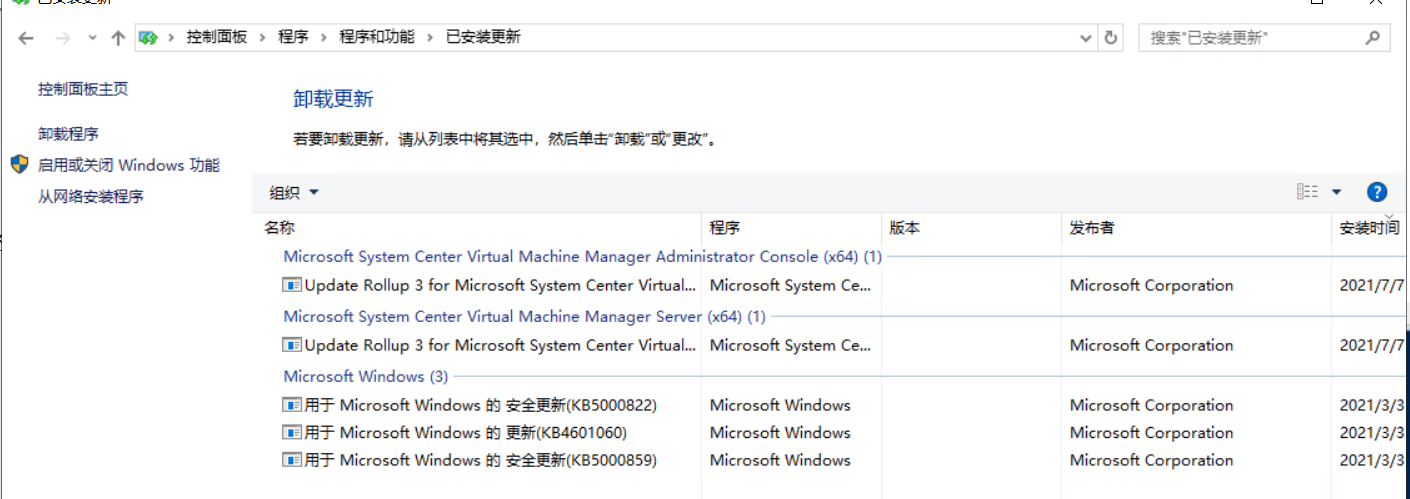 已安装更新
控制面板 > 程序 > 程序和功能 > 已安装更新
搜索"已安装更新"
控制面板主页
卸载程序
启用或关闭 Windows 功能
从网络安装程序
卸载更新
若要卸载更新，请从列表中将其选中，然后单击“卸载”或“更改”。
组织
名称 程序 版本 发布者 安装时间
Microsoft System Center Virtual Machine Manager Administrator Console (x64) (1)
Update Rollup 3 for Microsoft System Center Virtual... Microsoft System Ce... Microsoft Corporation 2021/7/7
Microsoft System Center Virtual Machine Manager Server (x64) (1)
Update Rollup 3 for Microsoft System Center Virtual... Microsoft System Ce... Microsoft Corporation 2021/7/7
Microsoft Windows (3)
用于 Microsoft Windows 的 安全更新(KB5000822) Microsoft Windows Microsoft Corporation 2021/3/3
用于 Microsoft Windows 的 更新(KB4601060) Microsoft Windows Microsoft Corporation 2021/3/3
用于 Microsoft Windows 的 安全更新(KB5000859) Microsoft Windows Microsoft Corporation 2021/3/3